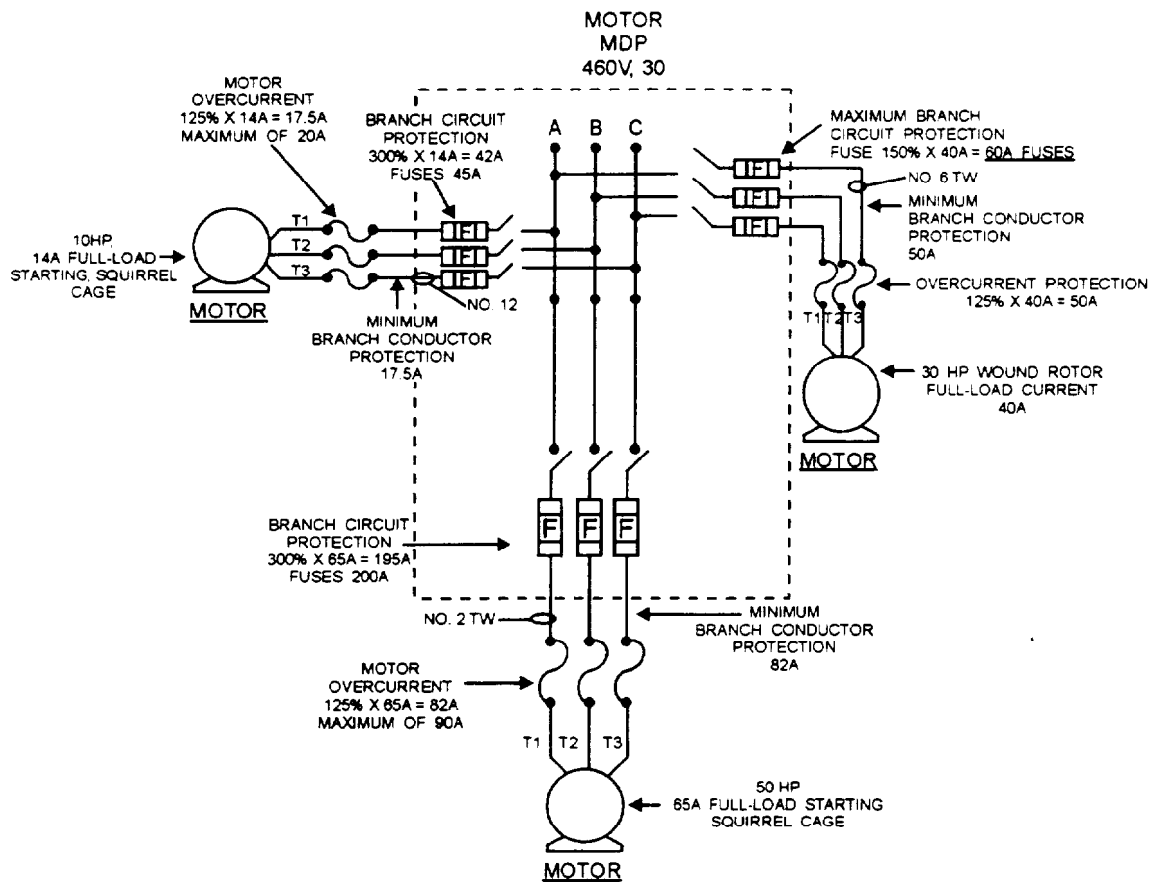 MOTOR
MDP
460V, 30
MOTOR
OVERCURRENT
125% X 14A = 17.5A
MAXIMUM OF 20A
BRANCH CIRCUIT
PROTECTION
300% X 14A = 42A
FUSES 45A
A B C
MAXIMUM BRANCH
CIRCUIT PROTECTION
FUSE 150% X 40A = 60A FUSES
F
F
F
NO. 6 TW
MINIMUM
BRANCH CONDUCTOR
PROTECTION
50A
T1
T2
T3
F
F
F
10HP,
14A FULL-LOAD
STARTING, SQUIRREL
CAGE
MOTOR
NO. 12
MINIMUM
BRANCH CONDUCTOR
PROTECTION
17.5A
OVERCURRENT PROTECTION
125% X 40A = 50A
T1 T2 T3
30 HP WOUND ROTOR
FULL-LOAD CURRENT
40A
MOTOR
BRANCH CIRCUIT
PROTECTION
300% X 65A = 195A
FUSES 200A
F F F
NO. 2 TW
MINIMUM
BRANCH CONDUCTOR
PROTECTION
82A
MOTOR
OVERCURRENT
125% X 65A = 82A
MAXIMUM OF 90A
T1 T2 T3
50 HP
65A FULL-LOAD STARTING
SQUIRREL CAGE
MOTOR